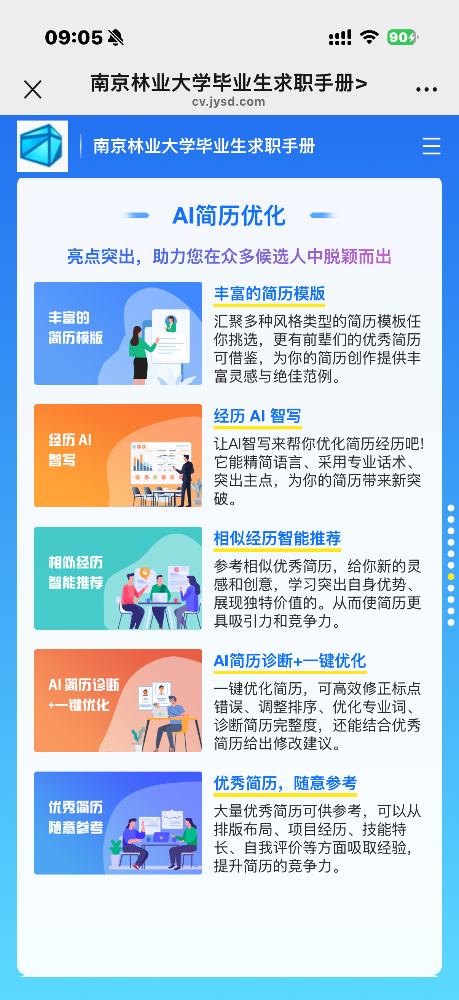 09:05
90
南京林业大学毕业生求职手册>
cv.jysd.com
南京林业大学毕业生求职手册
AI简历优化
亮点突出，助力您在众多候选人中脱颖而出
丰富的
简历模版
丰富的简历模版
汇聚多种风格类型的简历模板任
你挑选，更有前辈们的优秀简历
可借鉴，为你的简历创作提供丰
富灵感与绝佳范例。
经历 AI
智写
经历 AI 智写
让AI智写来帮你优化简历经历吧!
它能精简语言、采用专业话术、
突出主点，为你的简历带来新突
破。
相似经历
智能推荐
相似经历智能推荐
参考相似优秀简历，给你新的灵
感和创意，学习突出自身优势、
展现独特价值的。从而使简历更
具吸引力和竞争力。
AI 简历诊断
+一键优化
AI简历诊断+一键优化
一键优化简历，可高效修正标点
错误、调整排序、优化专业词、
诊断简历完整度，还能结合优秀
简历给出修改建议。
优秀简历
随意参考
优秀简历，随意参考
大量优秀简历可供参考，可以从
排版布局、项目经历、技能特
长、自我评价等方面吸取经验，
提升简历的竞争力。